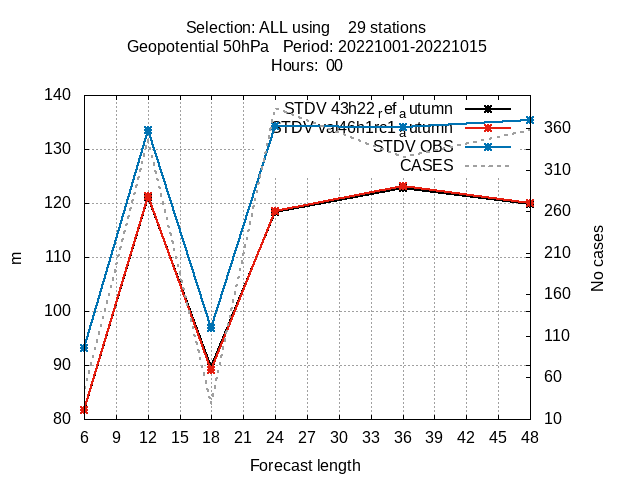 Selection: ALL using 29 stations
Geopotential 50hPa Period: 20221001-20221015
Hours: 00
140
130
120
110
100
90
80
m
STDV 43h22_ref_autumn
STDV val46h1rc1_autumn
STDV OBS
CASES
360
310
260
210
160
110
60
10
No cases
6 9 12 15 18 21 24 27 30 33 36 39 42 45 48
Forecast length